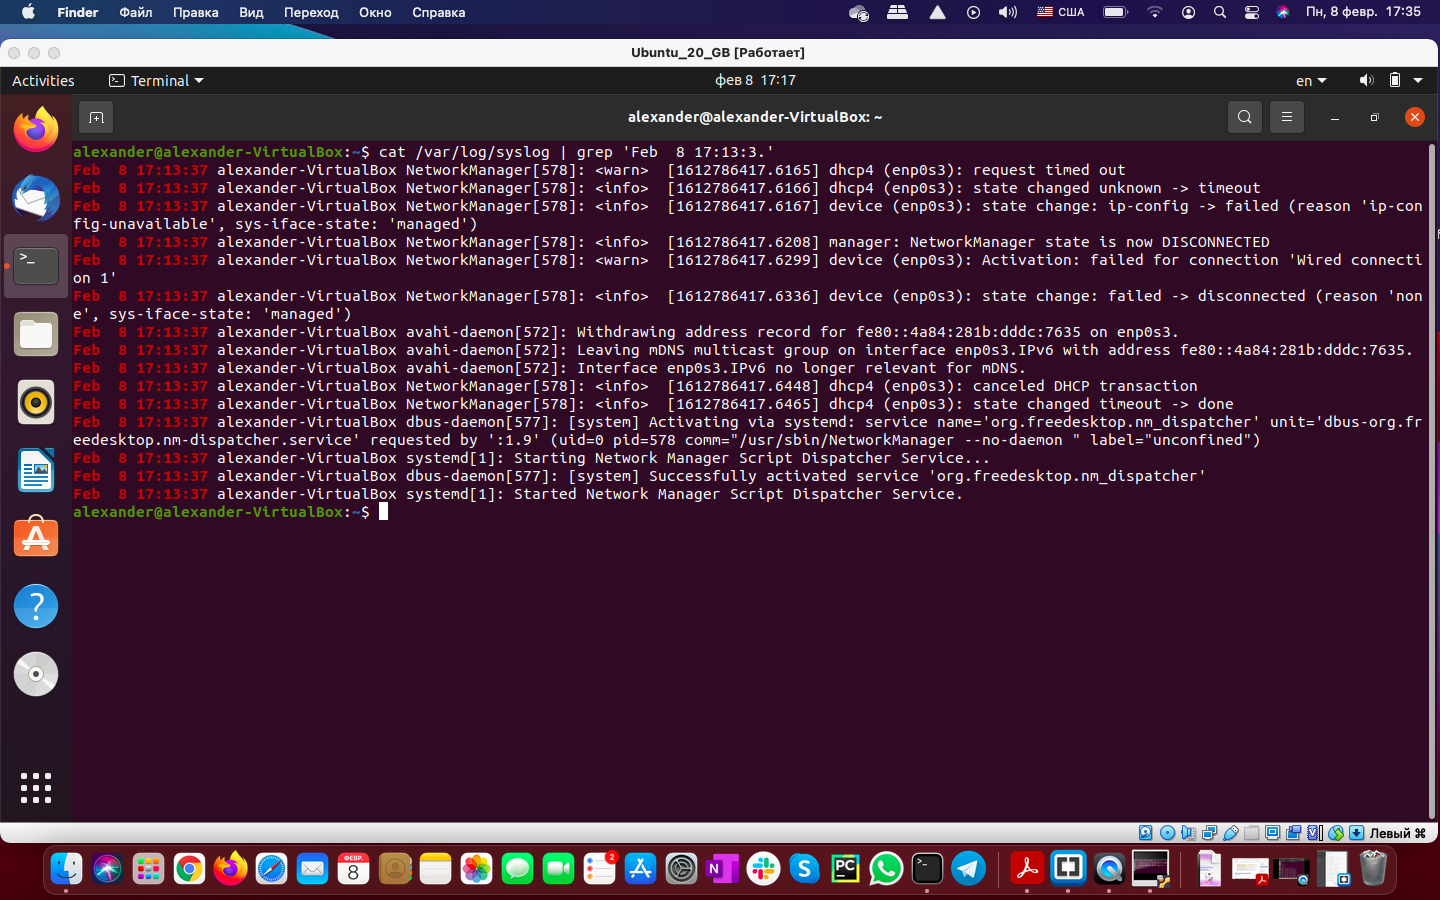 Finder Файл Правка Вид Переход Окно Справка США Пн, 8 февр. 17:35
Ubuntu_20_GB [Работает]
Activities Terminal фев 8 17:17 en
alexander@alexander-VirtualBox: ~
alexander@alexander-VirtualBox:~$ cat /var/log/syslog | grep 'Feb  8 17:13:3.'
Feb  8 17:13:37 alexander-VirtualBox NetworkManager[578]: <warn>  [1612786417.6165] dhcp4 (enp0s3): request timed out
Feb  8 17:13:37 alexander-VirtualBox NetworkManager[578]: <info>  [1612786417.6166] dhcp4 (enp0s3): state changed unknown -> timeout
Feb  8 17:13:37 alexander-VirtualBox NetworkManager[578]: <info>  [1612786417.6167] device (enp0s3): state change: ip-config -> failed (reason 'ip-con
fig-unavailable', sys-iface-state: 'managed')
Feb  8 17:13:37 alexander-VirtualBox NetworkManager[578]: <info>  [1612786417.6208] manager: NetworkManager state is now DISCONNECTED
Feb  8 17:13:37 alexander-VirtualBox NetworkManager[578]: <warn>  [1612786417.6299] device (enp0s3): Activation: failed for connection 'Wired connecti
on 1'
Feb  8 17:13:37 alexander-VirtualBox NetworkManager[578]: <info>  [1612786417.6336] device (enp0s3): state change: failed -> disconnected (reason 'non
e', sys-iface-state: 'managed')
Feb  8 17:13:37 alexander-VirtualBox avahi-daemon[572]: Withdrawing address record for fe80::4a84:281b:dddc:7635 on enp0s3.
Feb  8 17:13:37 alexander-VirtualBox avahi-daemon[572]: Leaving mDNS multicast group on interface enp0s3.IPv6 with address fe80::4a84:281b:dddc:7635.
Feb  8 17:13:37 alexander-VirtualBox avahi-daemon[572]: Interface enp0s3.IPv6 no longer relevant for mDNS.
Feb  8 17:13:37 alexander-VirtualBox NetworkManager[578]: <info>  [1612786417.6448] dhcp4 (enp0s3): canceled DHCP transaction
Feb  8 17:13:37 alexander-VirtualBox NetworkManager[578]: <info>  [1612786417.6465] dhcp4 (enp0s3): state changed timeout -> done
Feb  8 17:13:37 alexander-VirtualBox dbus-daemon[577]: [system] Activating via systemd: service name='org.freedesktop.nm_dispatcher' unit='dbus-org.fr
eedesktop.nm-dispatcher.service' requested by ':1.9' (uid=0 pid=578 comm="/usr/sbin/NetworkManager --no-daemon " label="unconfined")
Feb  8 17:13:37 alexander-VirtualBox systemd[1]: Starting Network Manager Script Dispatcher Service...
Feb  8 17:13:37 alexander-VirtualBox dbus-daemon[577]: [system] Successfully activated service 'org.freedesktop.nm_dispatcher'
Feb  8 17:13:37 alexander-VirtualBox systemd[1]: Started Network Manager Script Dispatcher Service.
alexander@alexander-VirtualBox:~$
Левый ⌘
ФЕВР.
8
2
PC